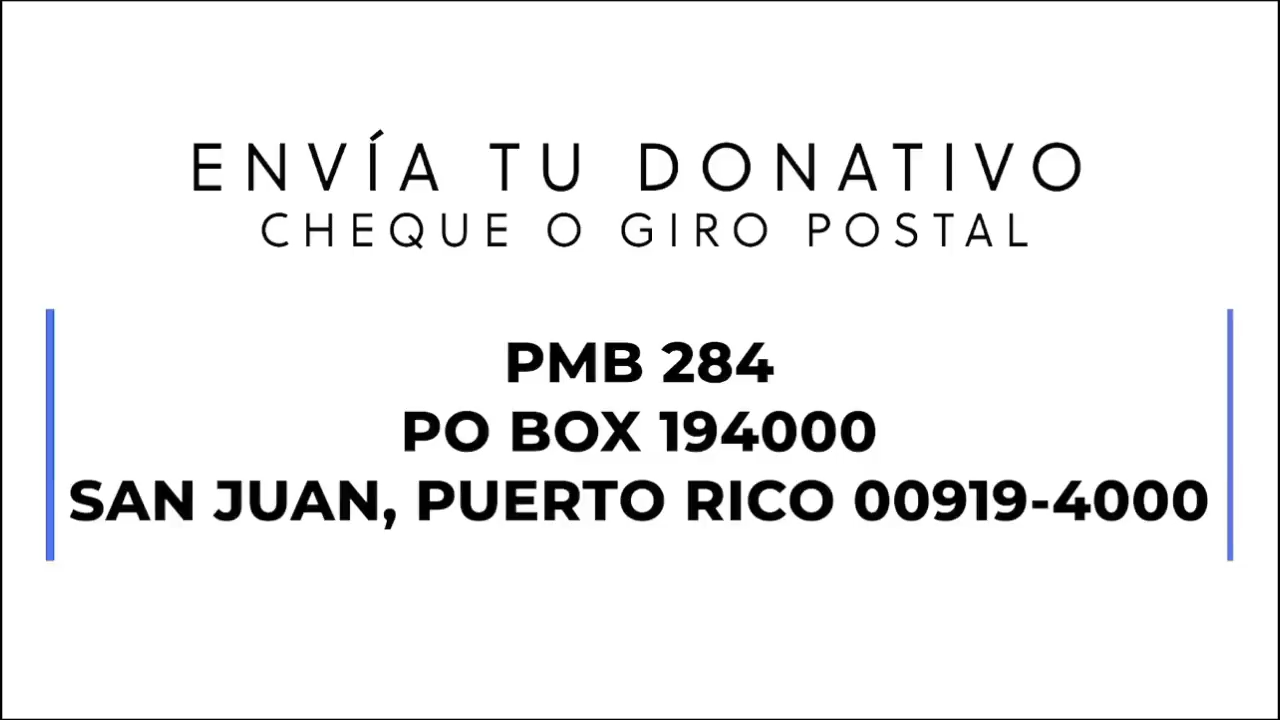 ENVÍA TU DONATIVO
CHEQUE O GIRO POSTAL
PMB 284
PO BOX 194000
SAN JUAN, PUERTO RICO 00919-4000